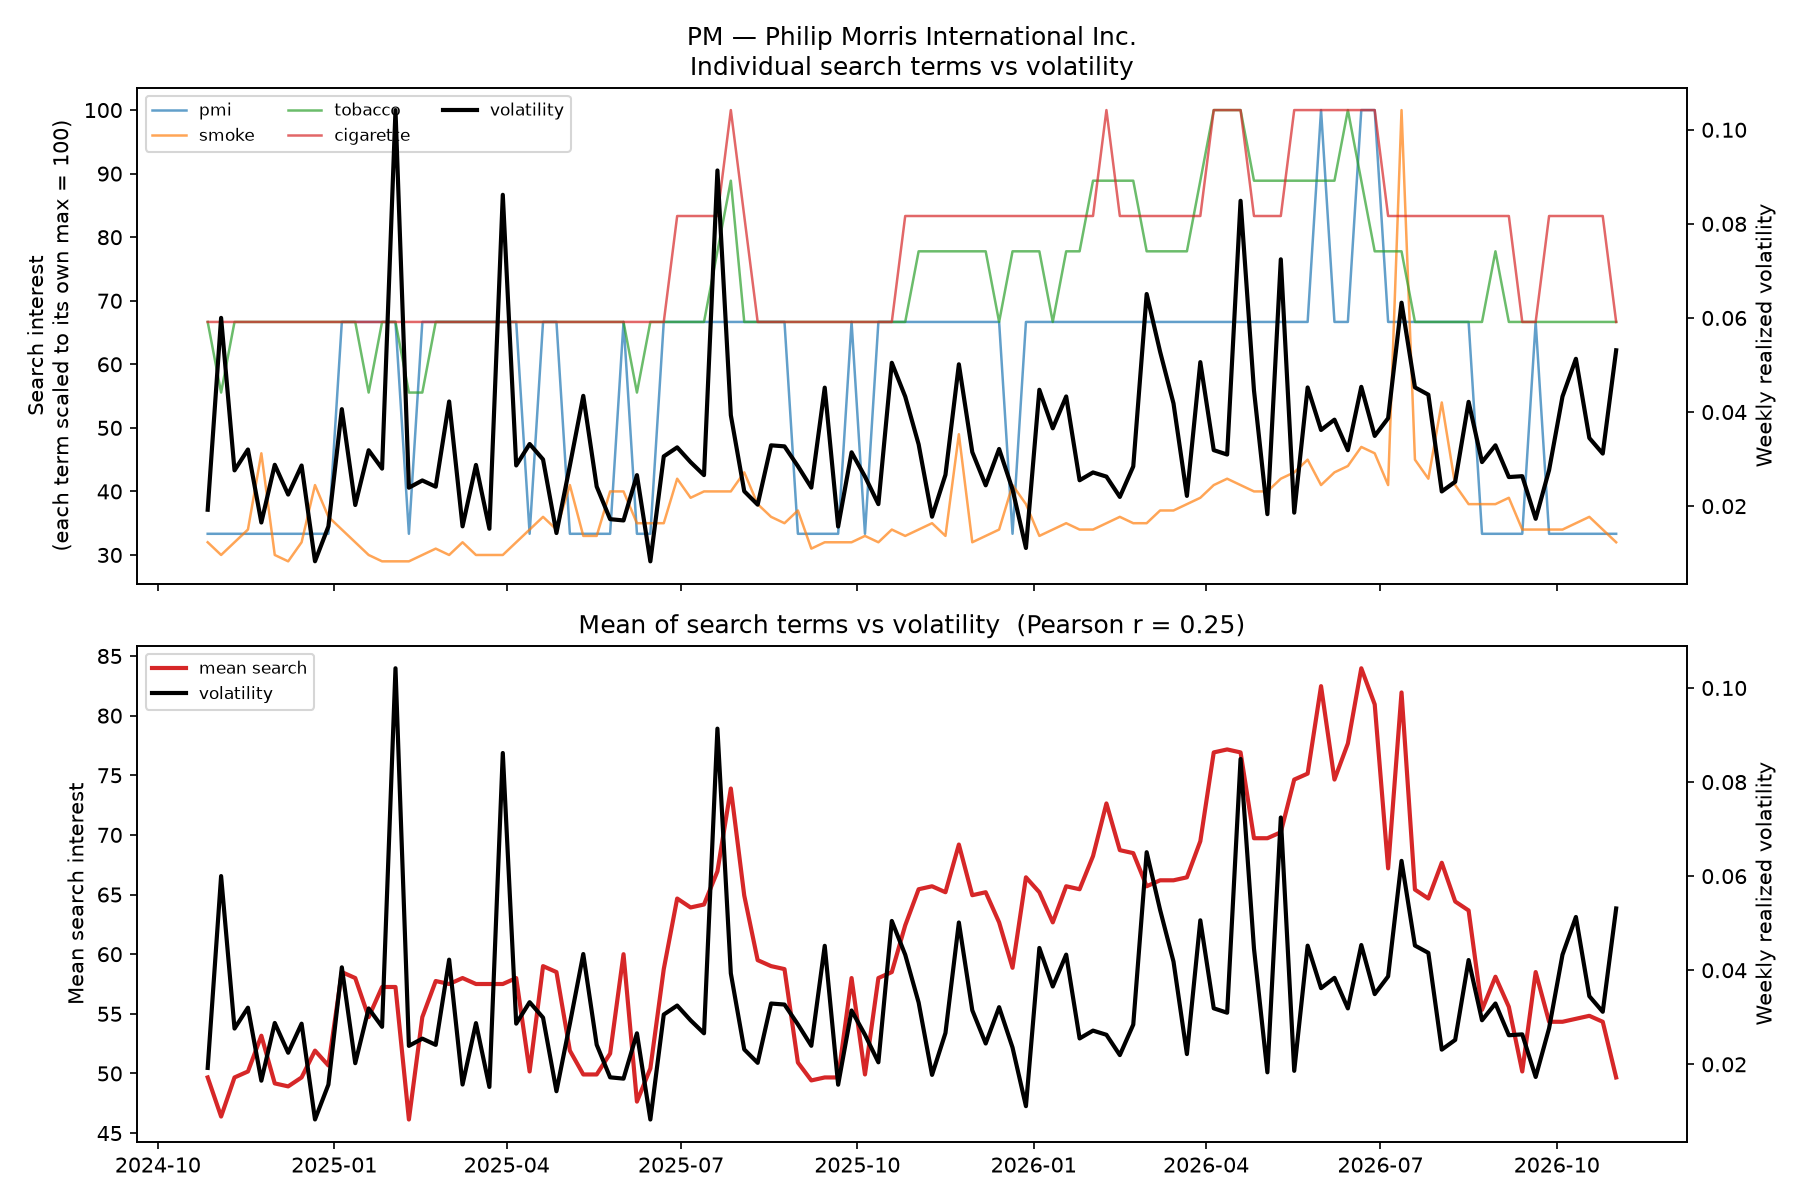 PM — Philip Morris International Inc.
Individual search terms vs volatility
pmi
smoke
tobacco
cigarette
volatility
Search interest
(each term scaled to its own max = 100)
100
90
80
70
60
50
40
30
0.10
0.08
0.06
0.04
0.02
Weekly realized volatility
Mean of search terms vs volatility  (Pearson r = 0.25)
mean search
volatility
Mean search interest
85
80
75
70
65
60
55
50
45
0.10
0.08
0.06
0.04
0.02
Weekly realized volatility
2024-10
2025-01
2025-04
2025-07
2025-10
2026-01
2026-04
2026-07
2026-10